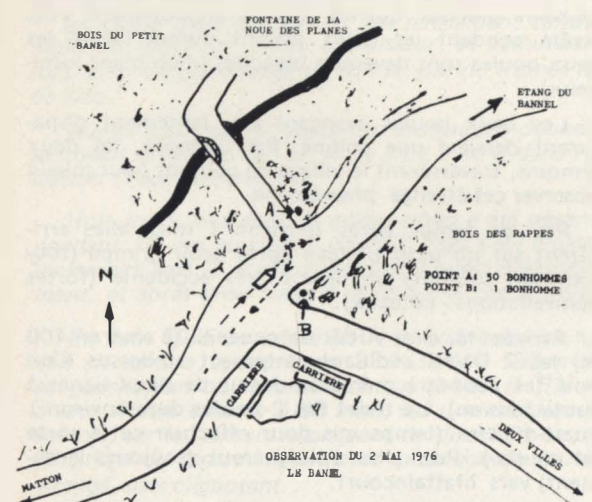 FONTAINE DE LA
NOUE DES PLANES
BOIS DU PETIT
BANEL
ETANG DU
BANNEL
A
BOIS DES RAPPES
POINT A: 50 BONHOMMES
POINT B: 1 BONHOMME
N
B
CARRIERE
CARRIERE
OBSERVATION DU 2 MAI 1976
LE BANEL
MATTON
DEUX VILLES